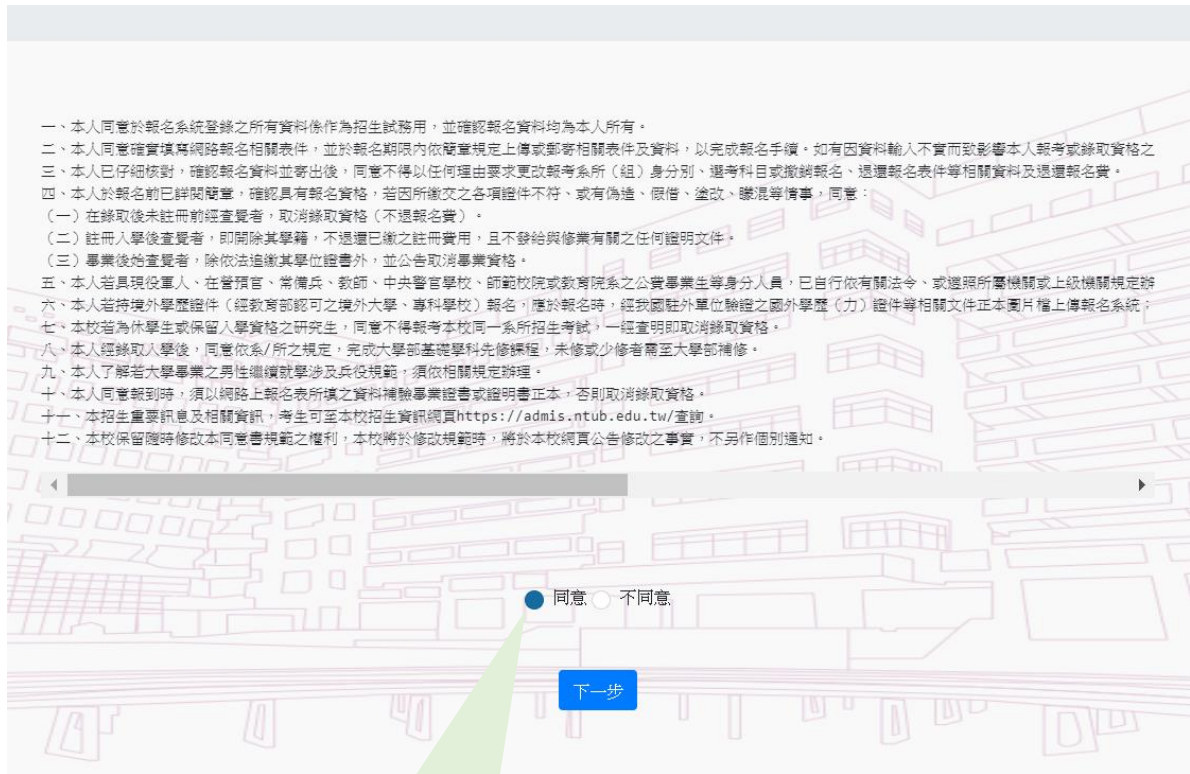 一、本人同意於報名系統登錄之所有資料係作為招生試務用，並確認報名資料均為本人所有。
二、本人同意確實填寫網路報名相關表件，並於報名期限內依簡章規定上傳或郵寄相關表件及資料，以完成報名手續。如有因資料輸入不實而致影響本人報考或錄取資格之
三、本人已仔細核對，確認報名資料並寄出後，同意不得以任何理由要求更改報考系所（組）身分別、選考科目或撤銷報名、退還報名表件等相關資料及退還報名費。
四、本人於報名前已詳閱簡章，確認具有報名資格，若因所繳交之各項證件不符、或有偽造、假借、塗改、矇混等情事，同意：
（一）在錄取後未註冊前經查覺者，取消錄取資格（不退報名費）。
（二）註冊入學後查覺者，即開除其學籍，不退還已繳之註冊費用，且不發給與修業有關之任何證明文件。
（三）畢業後始查覺者，除依法追繳其學位證書外，並公告取消畢業資格。
五、本人若具現役軍人、在營預官、常備兵、教師、中央警官學校、師範校院或教育院系之公費畢業生等身分人員，已自行依有關法令、或遵照所屬機關或上級機關規定辦
六、本人若持境外學歷證件（經教育部認可之境外大學、專科學校）報名，應於報名時，經我國駐外單位驗證之國外學歷（力）證件等相關文件正本圖片檔上傳報名系統；
七、本校若為休學生或保留入學資格之研究生，同意不得報考本校同一系所招生考試，一經查明即取消錄取資格。
八、本人經錄取入學後，同意依系/所之規定，完成大學部基礎學科先修課程，未修或少修者需至大學部補修。
九、本人了解若大學畢業之男性繼續就學涉及兵役規範，須依相關規定辦理。
十、本人同意報到時，須以網路上報名表所填之資料補驗畢業證書或證明書正本，否則取消錄取資格。
十一、本招生重要訊息及相關資訊，考生可至本校招生資訊網頁https://admis.ntub.edu.tw/查詢。
十二、本校保留隨時修改本同意書規範之權利，本校將於修改規範時，將於本校網頁公告修改之事實，不另作個別通知。
同意 不同意
下一步